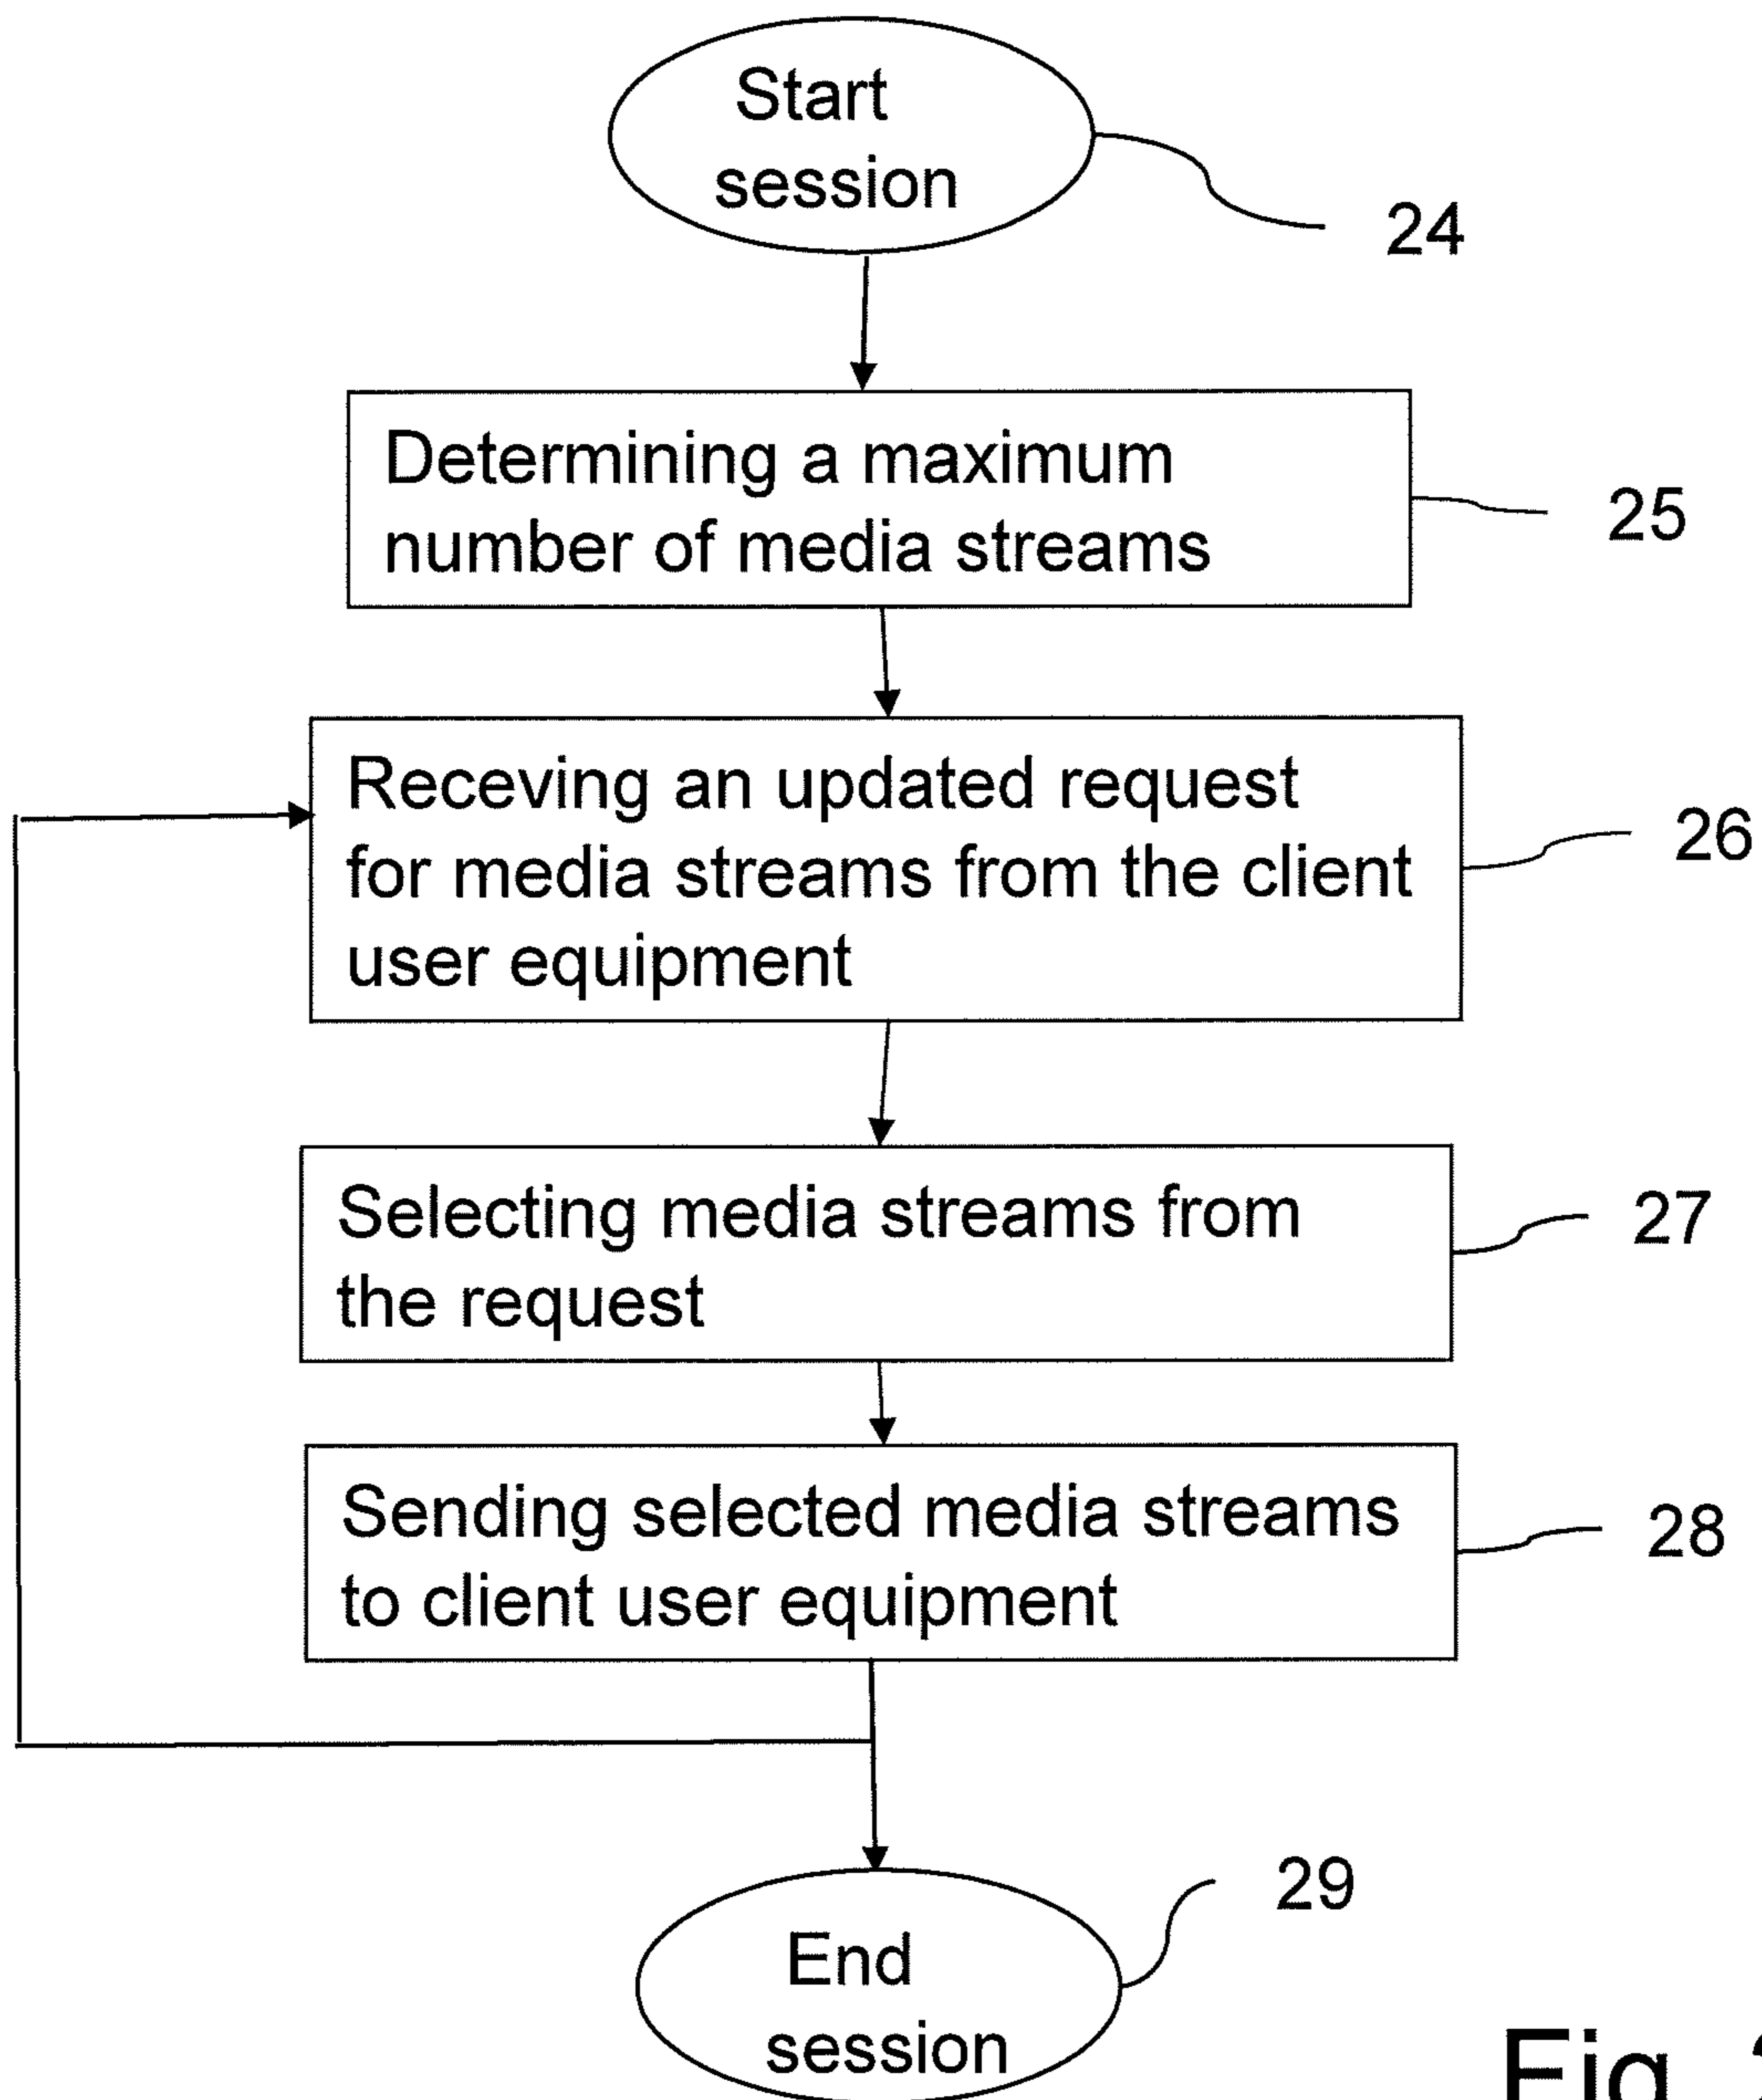 Start
session
24
Determining a maximum
number of media streams
25
Receving an updated request
for media streams from the client
user equipment
26
Selecting media streams from
the request
27
Sending selected media streams
to client user equipment
28
29
End
session
Fig.